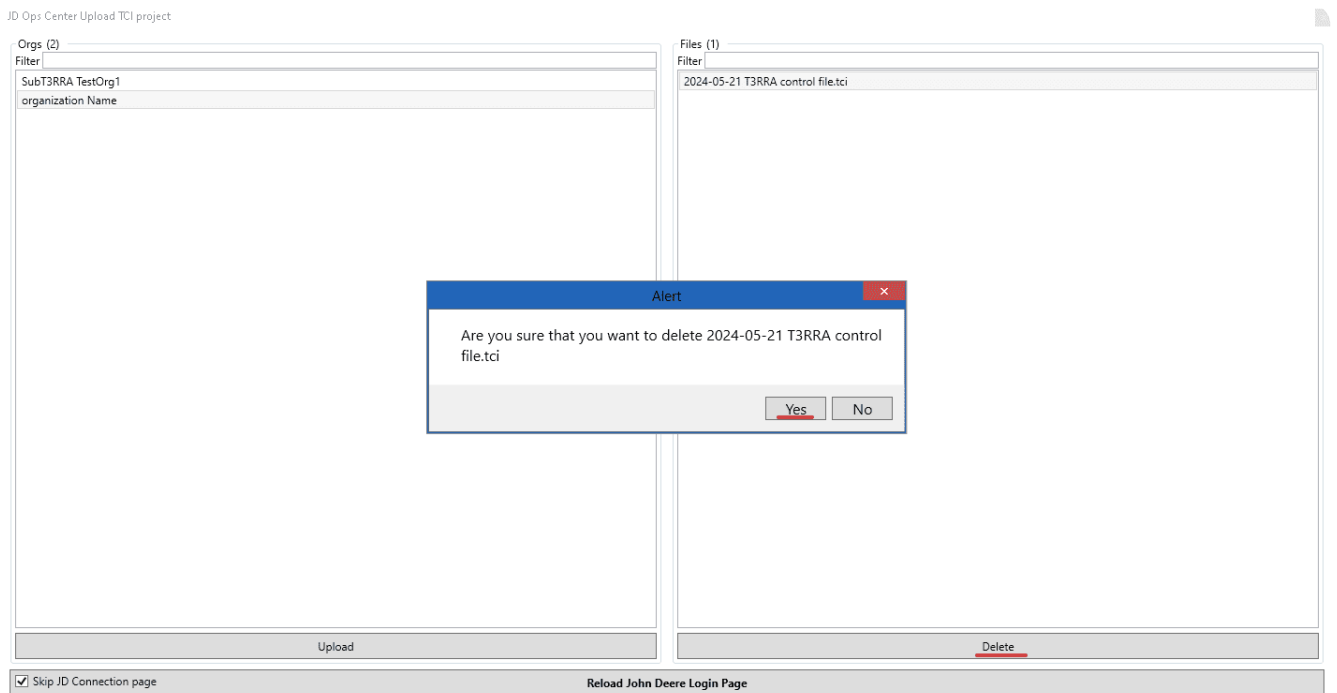 JD Ops Center Upload TCI project
Orgs (2)
Filter
SubT3RRA TestOrg1
organization Name
Files (1)
Filter
2024-05-21 T3RRA control file.tci
Alert
Are you sure that you want to delete 2024-05-21 T3RRA control
file.tci
Yes
No
Upload
Delete
Skip JD Connection page
Reload John Deere Login Page